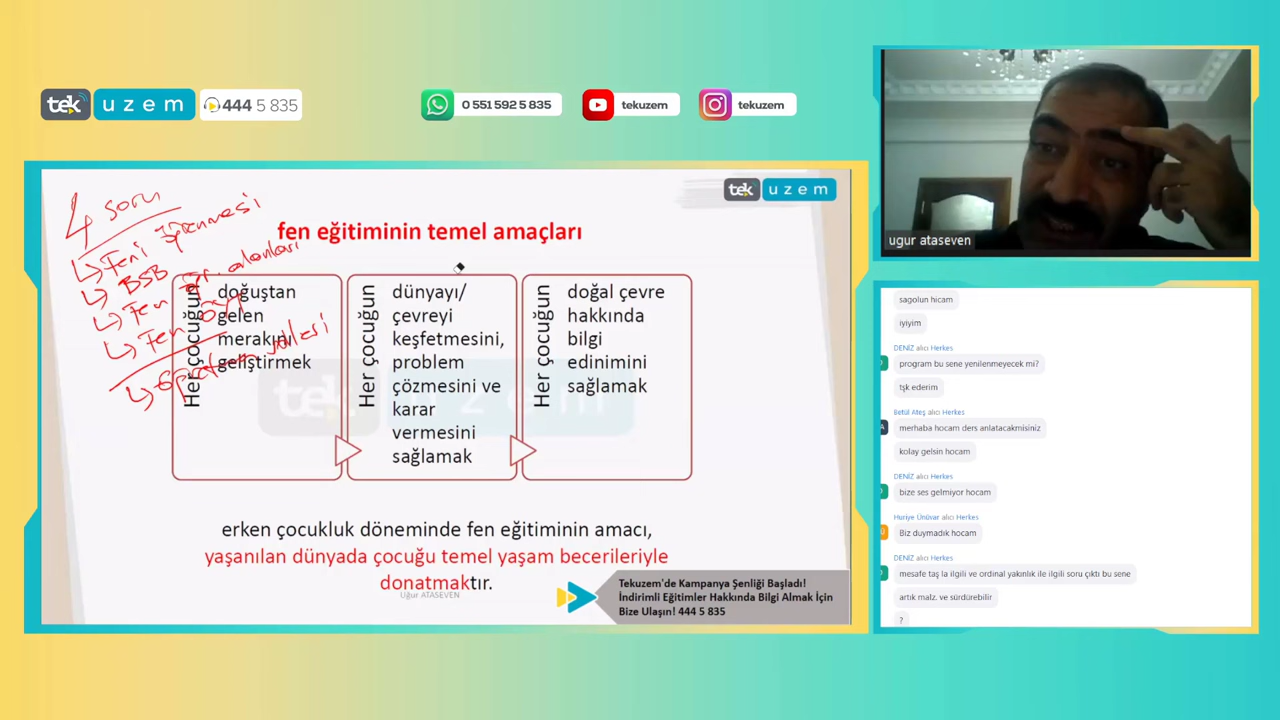 tek
uzem
444 5 835
0 551 592 5 835
tekuzem
tekuzem
tek uzem
4 soru
Fen
BSB
Fen
Fen
fen eğitiminin temel amaçları
Her çocuğun
doğuştan
gelen
merakını
geliştirmek
Her çocuğun
dünyayı/
çevreyi
keşfetmesini,
problem
çözmesini ve
karar
vermesini
sağlamak
Her çocuğun
doğal çevre
hakkında
bilgi
edinimini
sağlamak
tek uzem
erken çocukluk döneminde fen eğitiminin amacı,
yaşanılan dünyada çocuğu temel yaşam becerileriyle
donatmaktır.
Uğur ATASEVEN
Tekuzem'de Kampanya Şenliği Başladı!
İndirimli Eğitimler Hakkında Bilgi Almak İçin
Bize Ulaşın! 444 5 835
ugur ataseven
sagolun hicam
ıyiyim
DENİZ alıcı Herkes
program bu sene yenilenmeyecek mi?
tşk ederim
Betül Ateş alıcı Herkes
merhaba hocam ders anlatacakmisiniz
kolay gelsin hocam
DENİZ alıcı Herkes
bize ses gelmiyor hocam
Huriye Ünüvar alıcı Herkes
Biz duymadık hocam
DENİZ alıcı Herkes
mesafe taş la ilgili ve ordinal yakınlık ile ilgili soru çıktı bu sene
artık malz. ve sürdürebilir
?